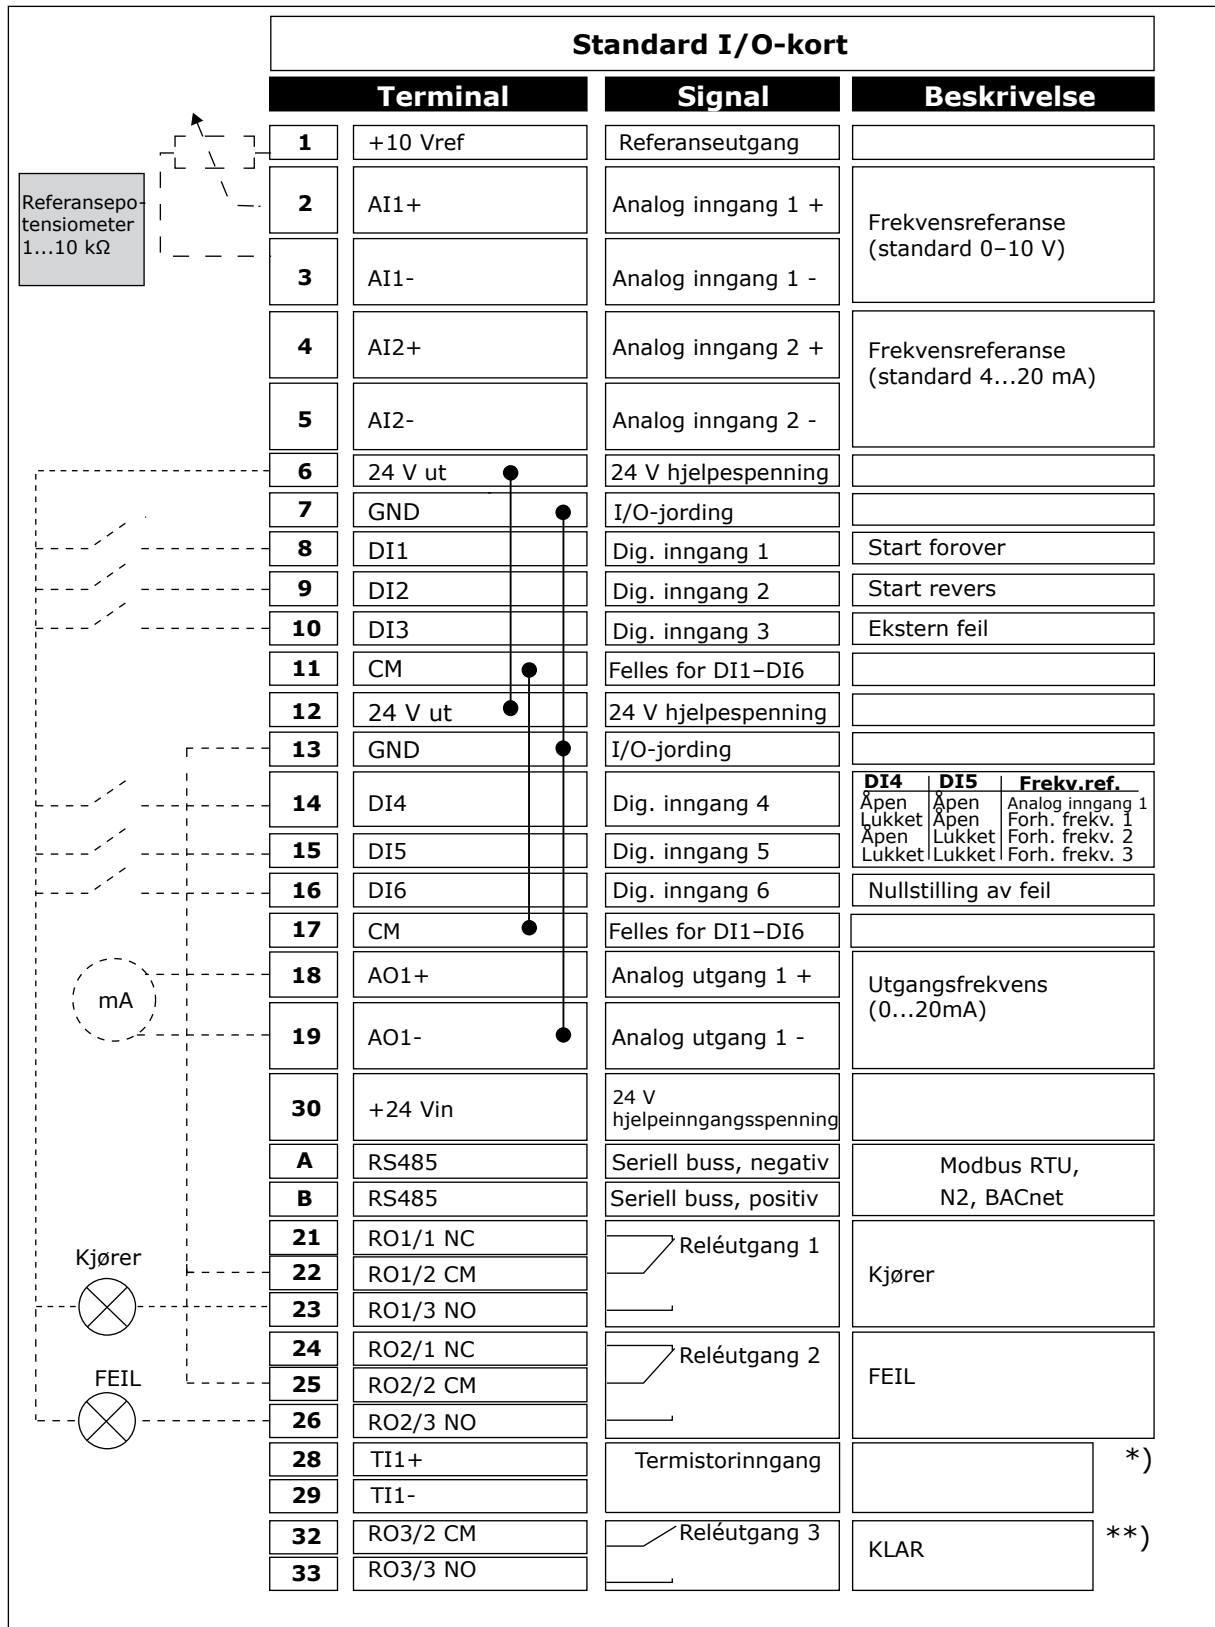 Standard I/O-kort
Terminal Signal Beskrivelse
1 +10 Vref Referanseutgang
Referansepo-
tensiometer
1...10 kΩ
2 AI1+ Analog inngang 1 +
Frekvensreferanse
(standard 0–10 V)
3 AI1- Analog inngang 1 -
4 AI2+ Analog inngang 2 +
Frekvensreferanse
(standard 4...20 mA)
5 AI2- Analog inngang 2 -
6 24 V ut 24 V hjelpespenning
7 GND I/O-jording
8 DI1 Dig. inngang 1 Start forover
9 DI2 Dig. inngang 2 Start revers
10 DI3 Dig. inngang 3 Ekstern feil
11 CM Felles for DI1–DI6
12 24 V ut 24 V hjelpespenning
13 GND I/O-jording
14 DI4 Dig. inngang 4
DI4 DI5 Frekv.ref.
Åpen Åpen Analog inngang 1
Lukket Åpen Forh. frekv. 1
Åpen Lukket Forh. frekv. 2
Lukket Lukket Forh. frekv. 3
15 DI5 Dig. inngang 5
16 DI6 Dig. inngang 6 Nullstilling av feil
17 CM Felles for DI1–DI6
mA
18 AO1+ Analog utgang 1 +
Utgangsfrekvens
(0...20mA)
19 AO1- Analog utgang 1 -
30 +24 Vin
24 V
hjelpeinngangsspenning
A RS485 Seriell buss, negativ
Modbus RTU,
N2, BACnet
B RS485 Seriell buss, positiv
21 RO1/1 NC Reléutgang 1
Kjører
22 RO1/2 CM Kjører
23 RO1/3 NO
24 RO2/1 NC Reléutgang 2
FEIL
25 RO2/2 CM FEIL
26 RO2/3 NO
28 TI1+ Termistorinngang *)
29 TI1-
32 RO3/2 CM Reléutgang 3 KLAR **)
33 RO3/3 NO